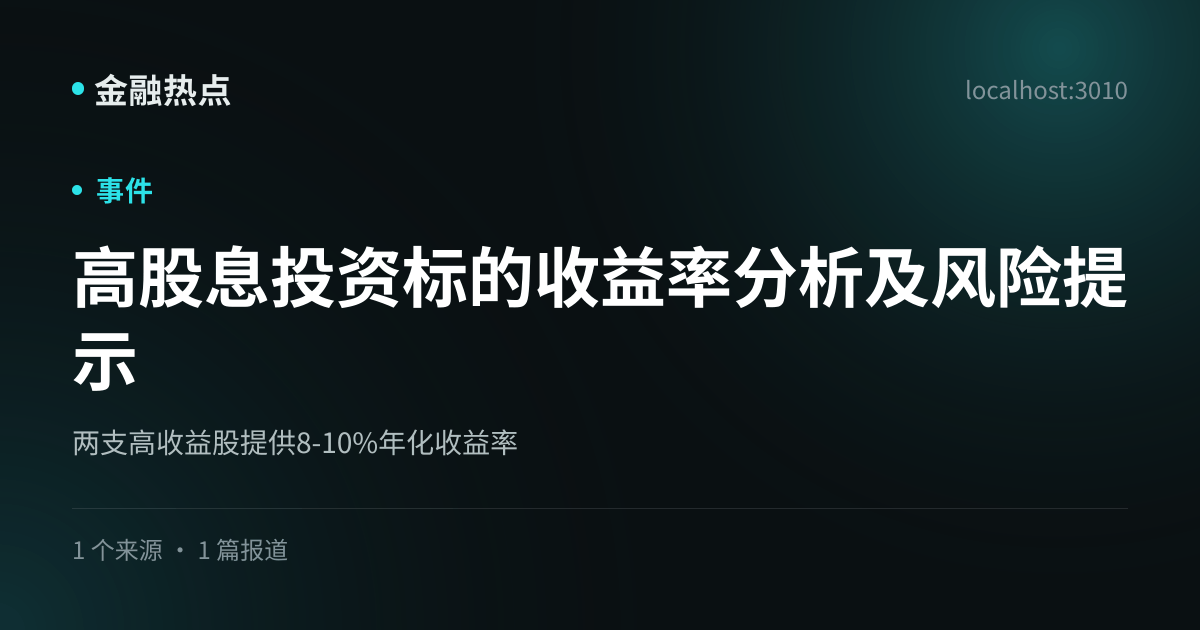 金融热点
localhost:3010
事件
高股息投资标的收益率分析及风险提
示
两支高收益股提供8-10%年化收益率
1 个来源 · 1 篇报道